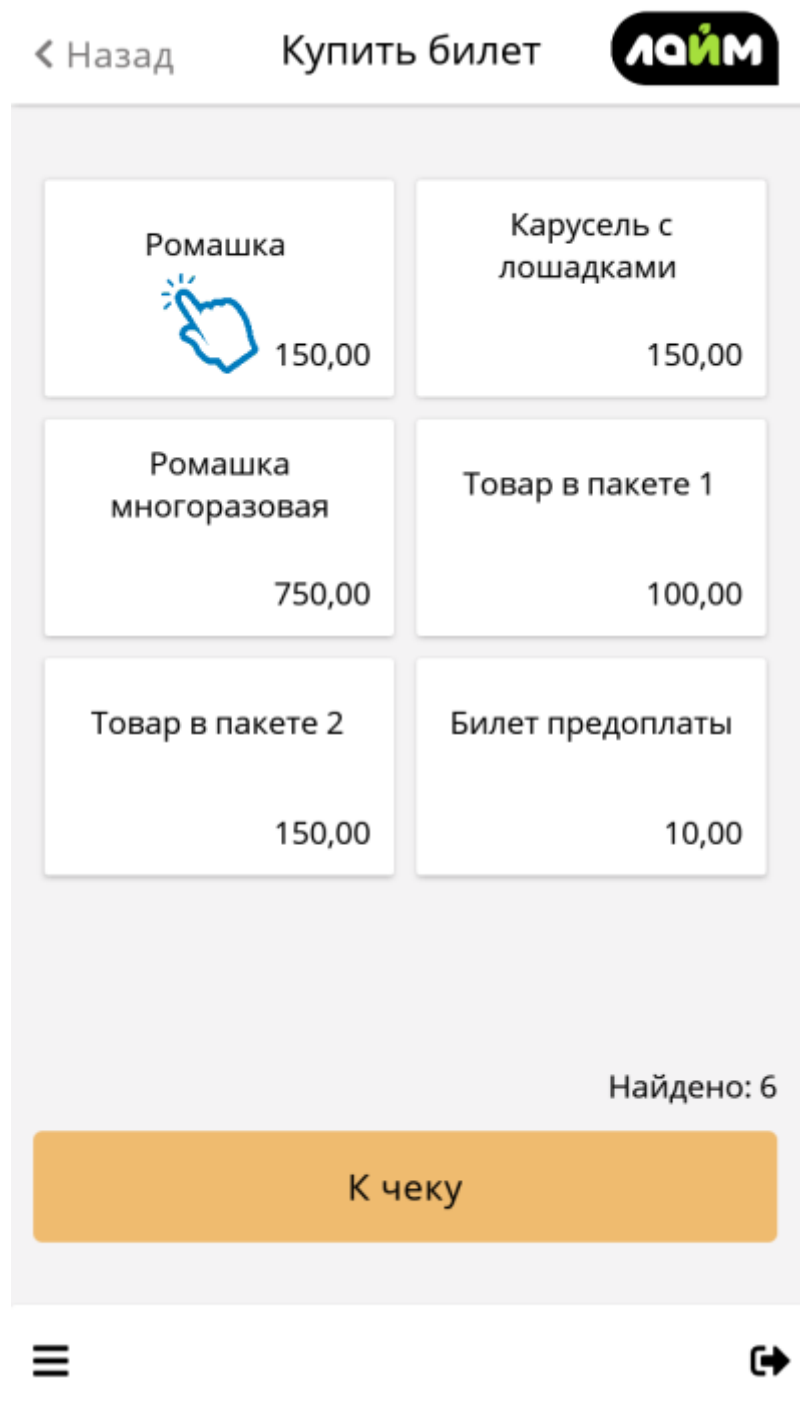 Назад
Купить билет
лайм
Ромашка
150,00
Карусель с
лошадками
150,00
Ромашка
многоразовая
750,00
Товар в пакете 1
100,00
Товар в пакете 2
150,00
Билет предоплаты
10,00
Найдено: 6
К чеку